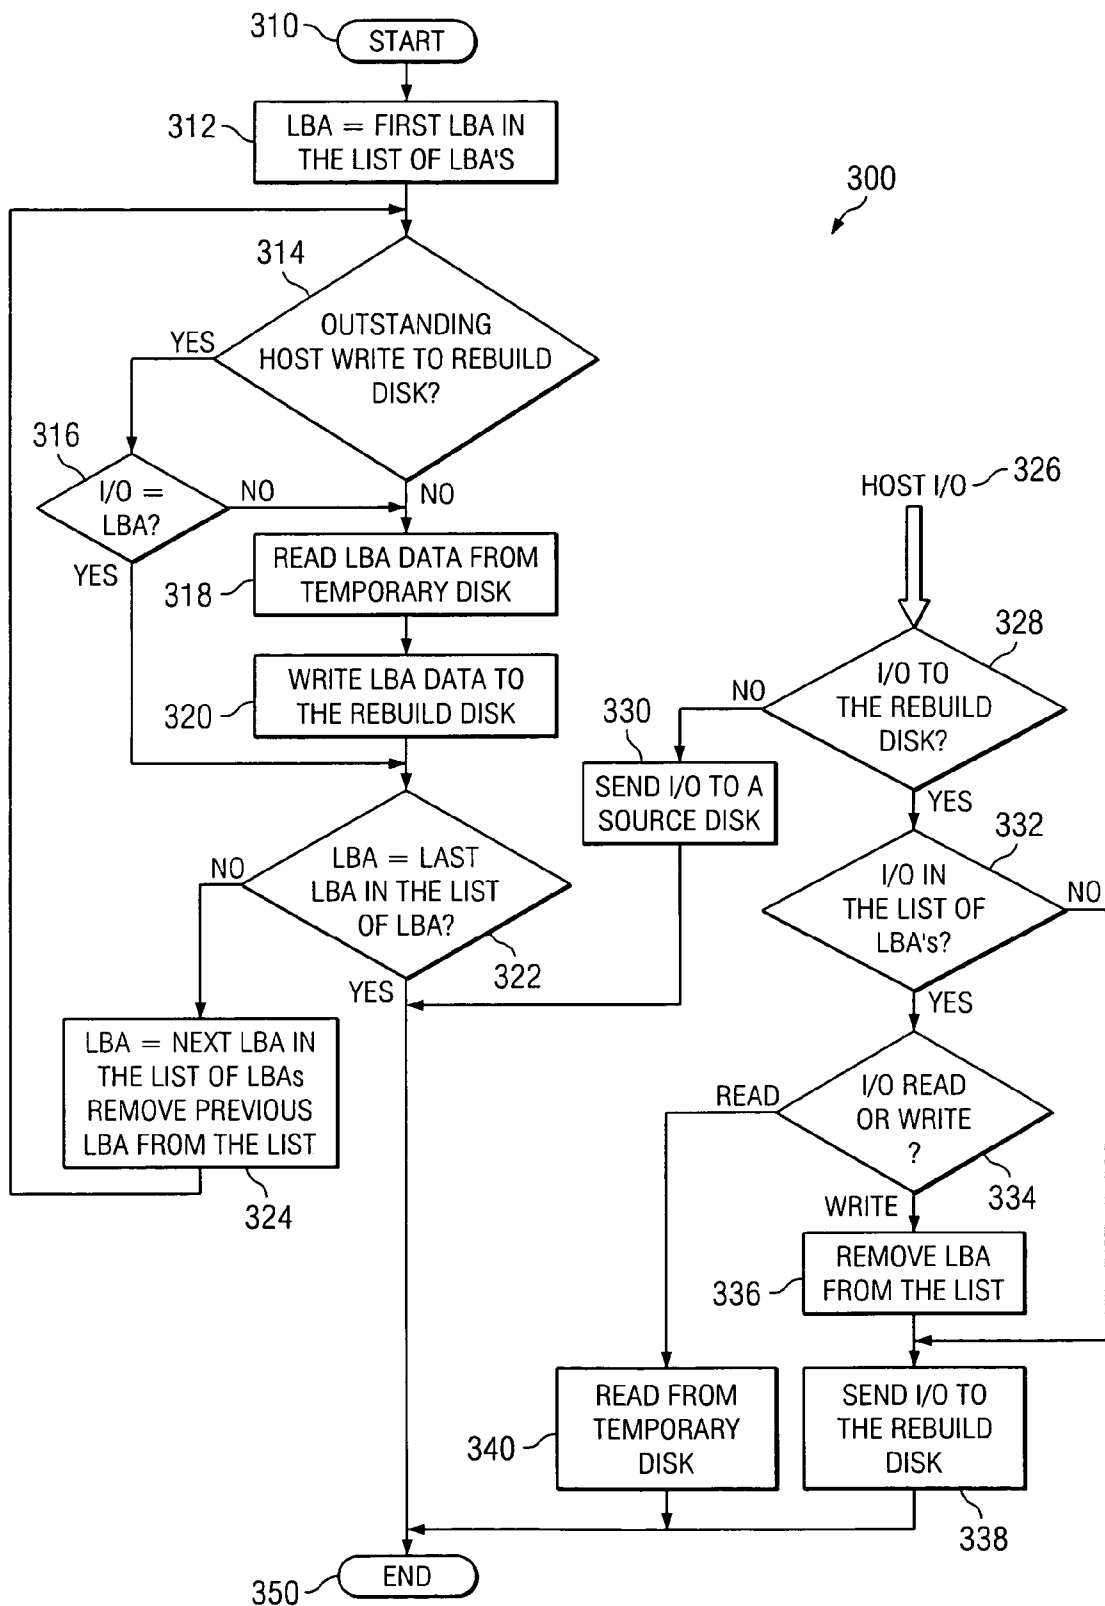 310
START
312
LBA = FIRST LBA IN
THE LIST OF LBA'S
300
314
OUTSTANDING
HOST WRITE TO REBUILD
DISK?
YES
NO
316
I/O =
LBA?
NO
YES
318
READ LBA DATA FROM
TEMPORARY DISK
320
WRITE LBA DATA TO
THE REBUILD DISK
LBA = LAST
LBA IN THE LIST
OF LBA?
322
NO
YES
LBA = NEXT LBA IN
THE LIST OF LBAs
REMOVE PREVIOUS
LBA FROM THE LIST
324
HOST I/O
326
328
I/O TO
THE REBUILD
DISK?
NO
YES
330
SEND I/O TO A
SOURCE DISK
332
I/O IN
THE LIST OF
LBA's?
NO
YES
I/O READ
OR WRITE
?
334
READ
WRITE
336
REMOVE LBA
FROM THE LIST
340
READ FROM
TEMPORARY
DISK
SEND I/O TO
THE REBUILD
DISK
338
350
END